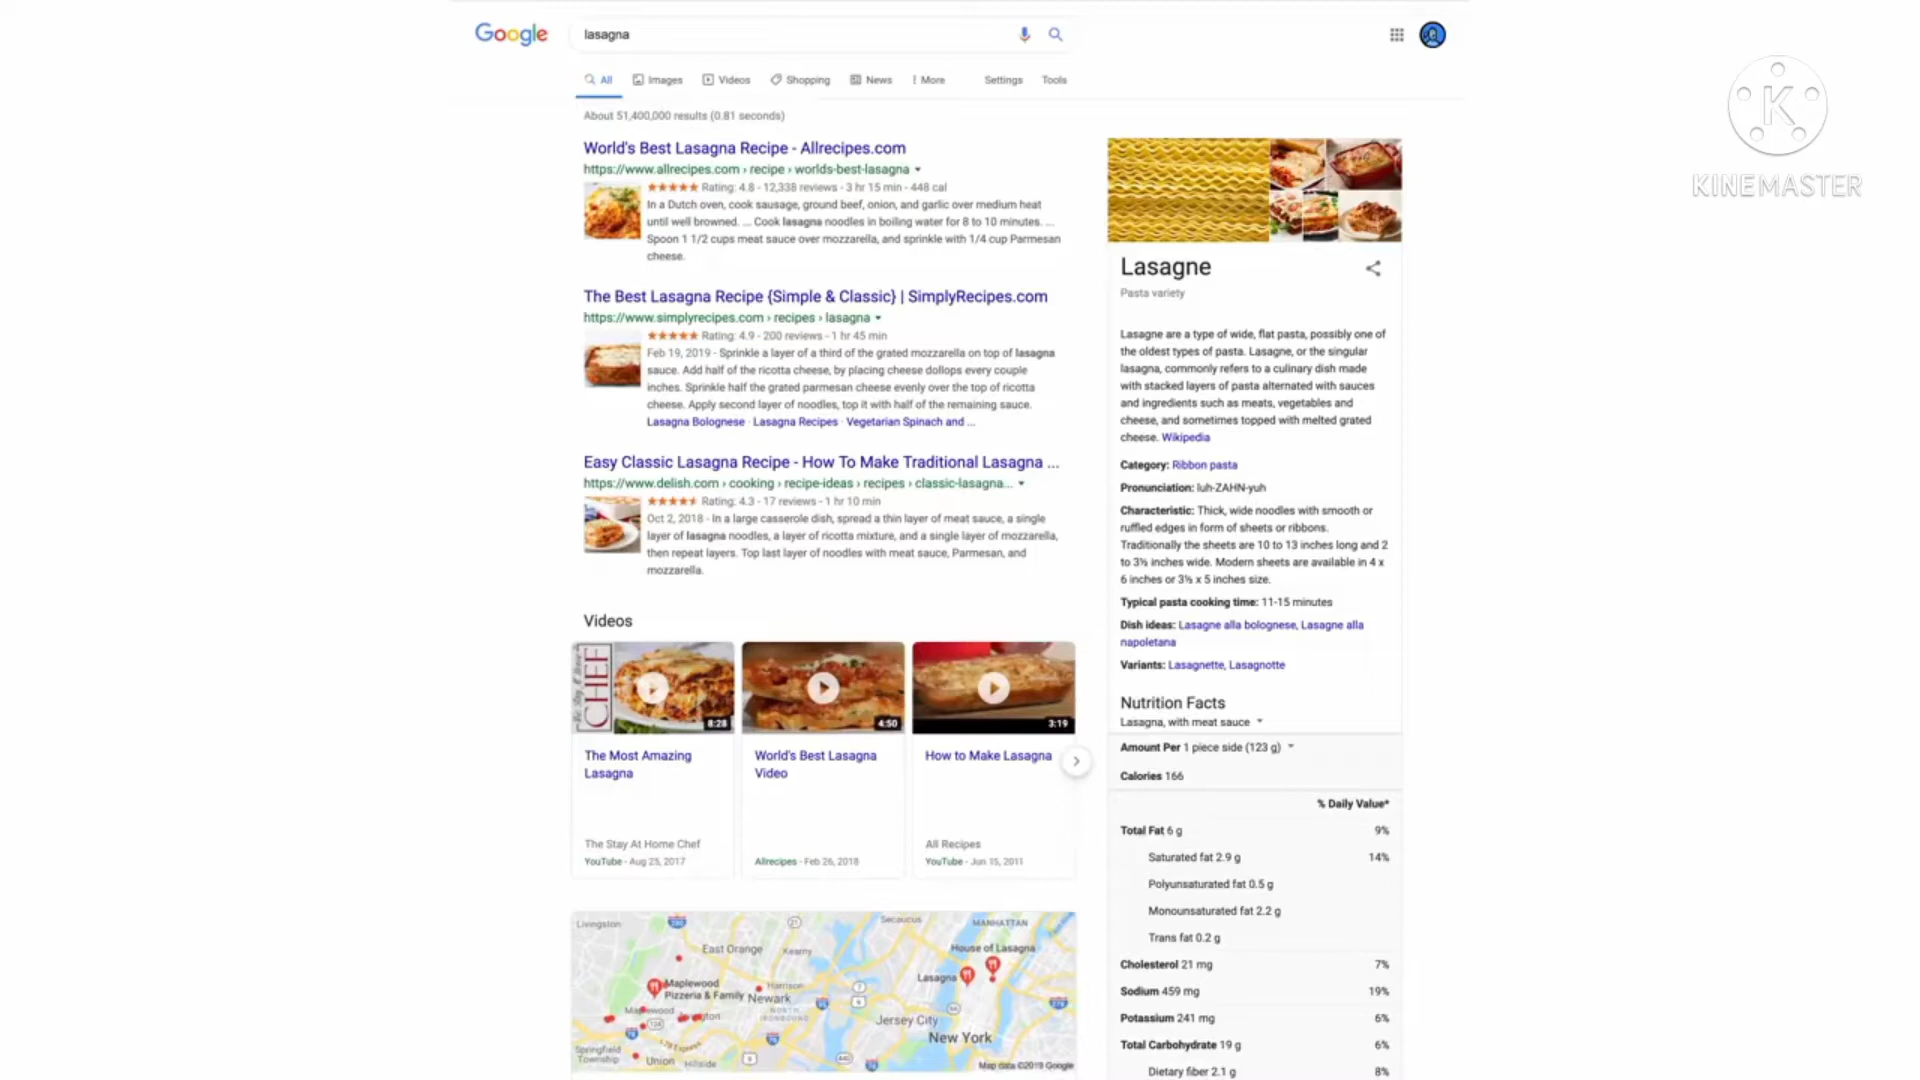 Google
lasagna
All
Images
Videos
Shopping
News
More
Settings
Tools
About 51,400,000 results (0.81 seconds)
World's Best Lasagna Recipe - Allrecipes.com
https://www.allrecipes.com › recipe › worlds-best-lasagna
Rating: 4.8 - 12,338 reviews - 3 hr 15 min - 448 cal
In a Dutch oven, cook sausage, ground beef, onion, and garlic over medium heat
until well browned. ... Cook lasagna noodles in boiling water for 8 to 10 minutes. ...
Spoon 1 1/2 cups meat sauce over mozzarella, and sprinkle with 1/4 cup Parmesan
cheese.
The Best Lasagna Recipe {Simple & Classic} | SimplyRecipes.com
https://www.simplyrecipes.com › recipes › lasagna
Rating: 4.9 - 200 reviews - 1 hr 45 min
Feb 19, 2019 - Sprinkle a layer of a third of the grated mozzarella on top of lasagna
sauce. Add half of the ricotta cheese, by placing cheese dollops every couple
inches. Sprinkle half the grated parmesan cheese evenly over the top of ricotta
cheese. Apply second layer of noodles, top it with half of the remaining sauce.
Lasagna Bolognese · Lasagna Recipes · Vegetarian Spinach and ...
Easy Classic Lasagna Recipe - How To Make Traditional Lasagna ...
https://www.delish.com › cooking › recipe-ideas › recipes › classic-lasagna...
Rating: 4.3 - 17 reviews - 1 hr 10 min
Oct 2, 2018 - In a large casserole dish, spread a thin layer of meat sauce, a single
layer of lasagna noodles, a layer of ricotta mixture, and a single layer of mozzarella,
then repeat layers. Top last layer of noodles with meat sauce, Parmesan, and
mozzarella.
Videos
CHEF
8:28
4:50
3:19
The Most Amazing
Lasagna
The Stay At Home Chef
YouTube - Aug 25, 2017
World's Best Lasagna
Video
Allrecipes - Feb 26, 2018
How to Make Lasagna
All Recipes
YouTube - Jun 15, 2011
Livingston
Secaucus
MANHATTAN
East Orange
Kearny
House of Lasagna
Lasagna
Maplewood
Pizzeria & Family
Harrison
Newark
NORTH
IRONBOUND
Maplewood
Jersey City
New York
Springfield
Township
Union
Hillside
Map data ©2019 Google
Lasagne
Pasta variety
Lasagne are a type of wide, flat pasta, possibly one of
the oldest types of pasta. Lasagne, or the singular
lasagna, commonly refers to a culinary dish made
with stacked layers of pasta alternated with sauces
and ingredients such as meats, vegetables and
cheese, and sometimes topped with melted grated
cheese. Wikipedia
Category: Ribbon pasta
Pronunciation: luh-ZAHN-yuh
Characteristic: Thick, wide noodles with smooth or
ruffled edges in form of sheets or ribbons.
Traditionally the sheets are 10 to 13 inches long and 2
to 3½ inches wide. Modern sheets are available in 4 x
6 inches or 3½ x 5 inches size.
Typical pasta cooking time: 11-15 minutes
Dish ideas: Lasagne alla bolognese, Lasagne alla
napoletana
Variants: Lasagnette, Lasagnotte
Nutrition Facts
Lasagna, with meat sauce
Amount Per 1 piece side (123 g)
Calories 166
% Daily Value*
Total Fat 6 g 9%
Saturated fat 2.9 g 14%
Polyunsaturated fat 0.5 g
Monounsaturated fat 2.2 g
Trans fat 0.2 g
Cholesterol 21 mg 7%
Sodium 459 mg 19%
Potassium 241 mg 6%
Total Carbohydrate 19 g 6%
Dietary fiber 2.1 g 8%
K
KINEMASTER